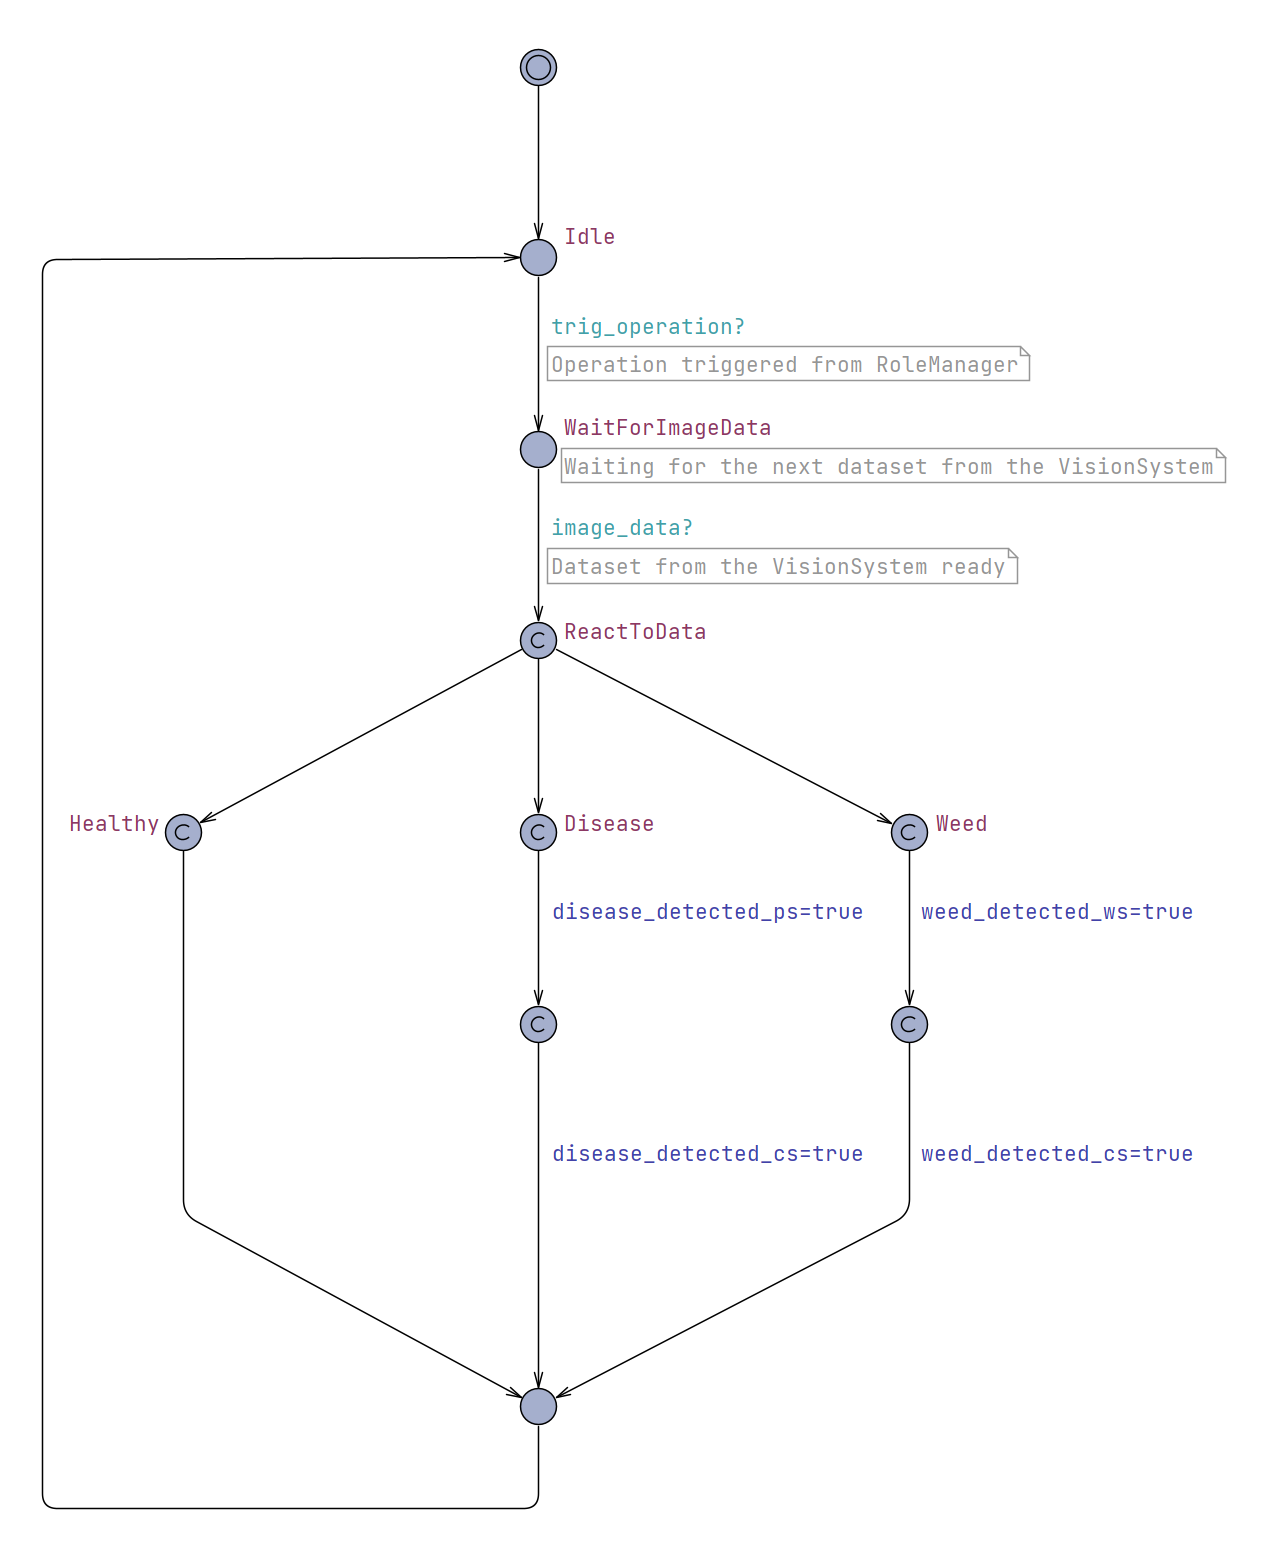 Idle
trig_operation?
Operation triggered from RoleManager
WaitForImageData
Waiting for the next dataset from the VisionSystem
image_data?
Dataset from the VisionSystem ready
C ReactToData
Healthy C
C Disease
C Weed
disease_detected_ps=true
weed_detected_ws=true
C
C
disease_detected_cs=true
weed_detected_cs=true